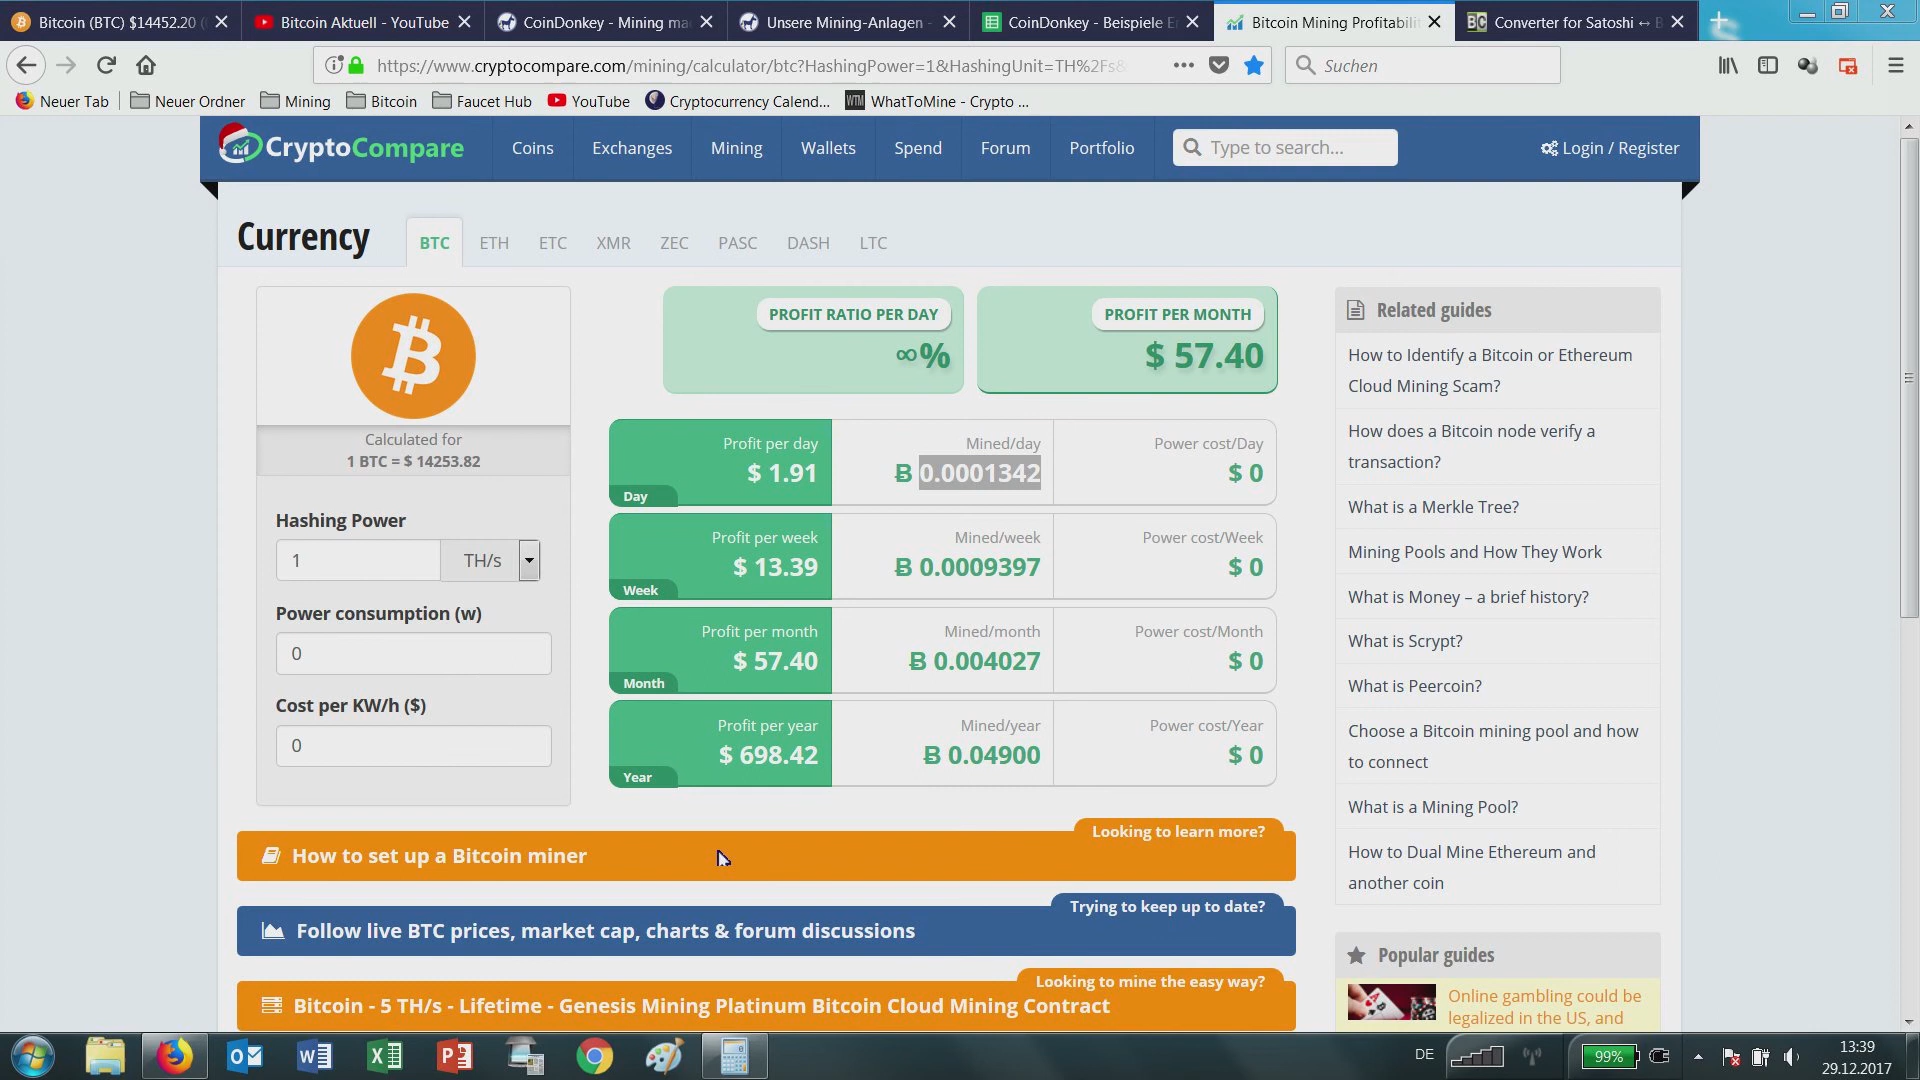 Bitcoin (BTC) $14452.20 (
Bitcoin Aktuell - YouTube
CoinDonkey - Mining ma
Unsere Mining-Anlagen -
CoinDonkey - Beispiele E
Bitcoin Mining Profitabili
Converter for Satoshi ↔ B
https://www.cryptocompare.com/mining/calculator/btc?HashingPower=1&HashingUnit=TH%2Fs&
Suchen
Neuer Tab
Neuer Ordner
Mining
Bitcoin
Faucet Hub
YouTube
Cryptocurrency Calend...
WTM
WhatToMine - Crypto ...
CryptoCompare
Coins
Exchanges
Mining
Wallets
Spend
Forum
Portfolio
Type to search...
Login / Register
Currency
BTC
ETH
ETC
XMR
ZEC
PASC
DASH
LTC
Calculated for
1 BTC = $ 14253.82
Hashing Power
1
TH/s
Power consumption (w)
0
Cost per KW/h ($)
0
PROFIT RATIO PER DAY
∞%
PROFIT PER MONTH
$ 57.40
Profit per day
$ 1.91
Day
Mined/day
Ƀ 0.0001342
Power cost/Day
$ 0
Profit per week
$ 13.39
Week
Mined/week
Ƀ 0.0009397
Power cost/Week
$ 0
Profit per month
$ 57.40
Month
Mined/month
Ƀ 0.004027
Power cost/Month
$ 0
Profit per year
$ 698.42
Year
Mined/year
Ƀ 0.04900
Power cost/Year
$ 0
Looking to learn more?
How to set up a Bitcoin miner
Trying to keep up to date?
Follow live BTC prices, market cap, charts & forum discussions
Looking to mine the easy way?
Bitcoin - 5 TH/s - Lifetime - Genesis Mining Platinum Bitcoin Cloud Mining Contract
Related guides
How to Identify a Bitcoin or Ethereum
Cloud Mining Scam?
How does a Bitcoin node verify a
transaction?
What is a Merkle Tree?
Mining Pools and How They Work
What is Money – a brief history?
What is Scrypt?
What is Peercoin?
Choose a Bitcoin mining pool and how
to connect
What is a Mining Pool?
How to Dual Mine Ethereum and
another coin
Popular guides
Online gambling could be
legalized in the US, and
DE
99%
13:39
29.12.2017